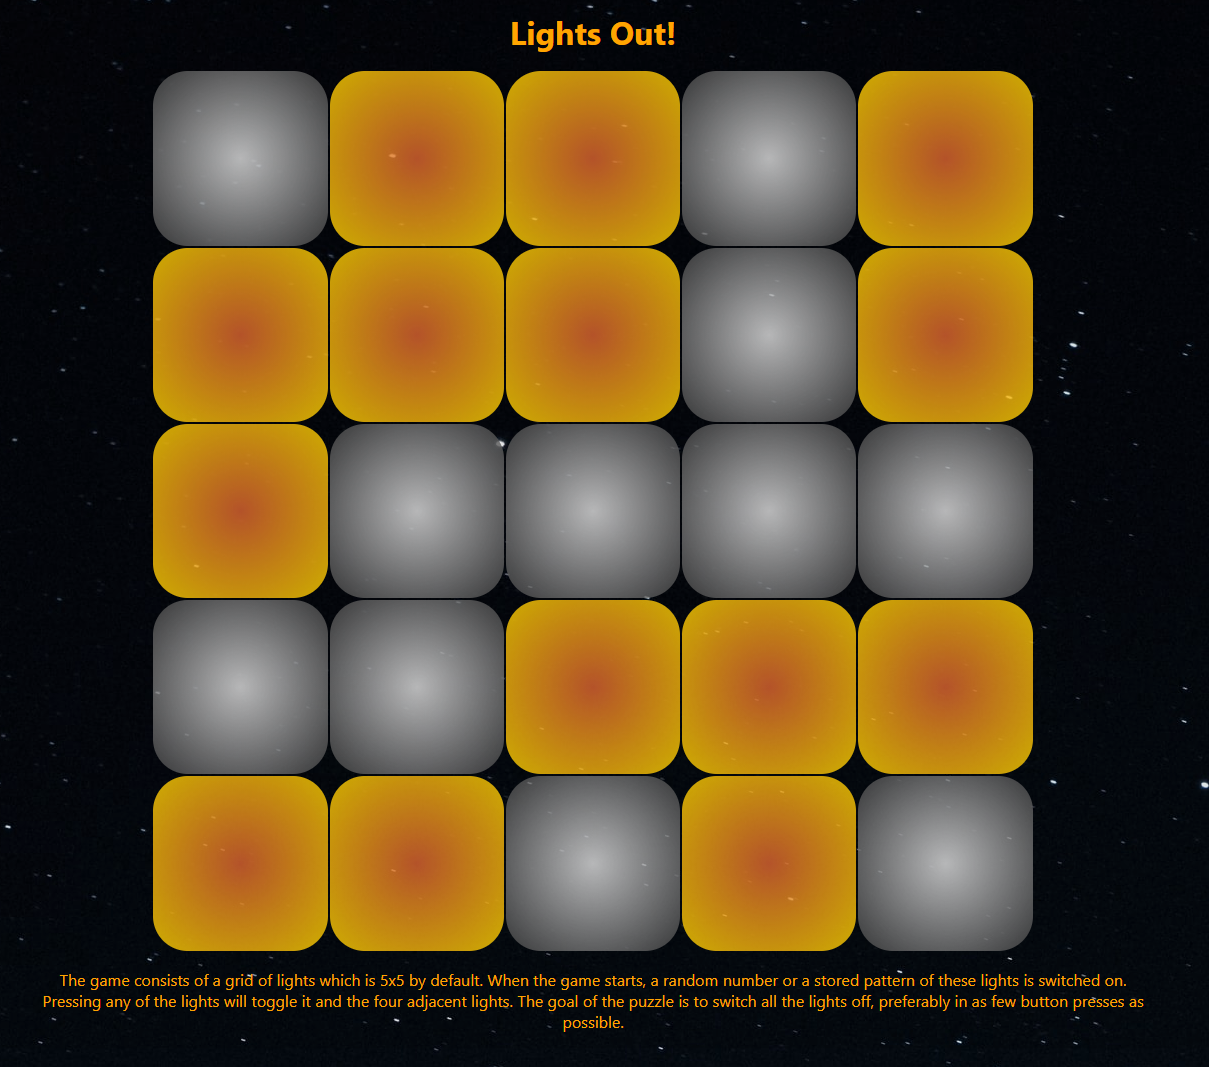 Lights Out!
The game consists of a grid of lights which is 5x5 by default. When the game starts, a random number or a stored pattern of these lights is switched on.
Pressing any of the lights will toggle it and the four adjacent lights. The goal of the puzzle is to switch all the lights off, preferably in as few button presses as
possible.